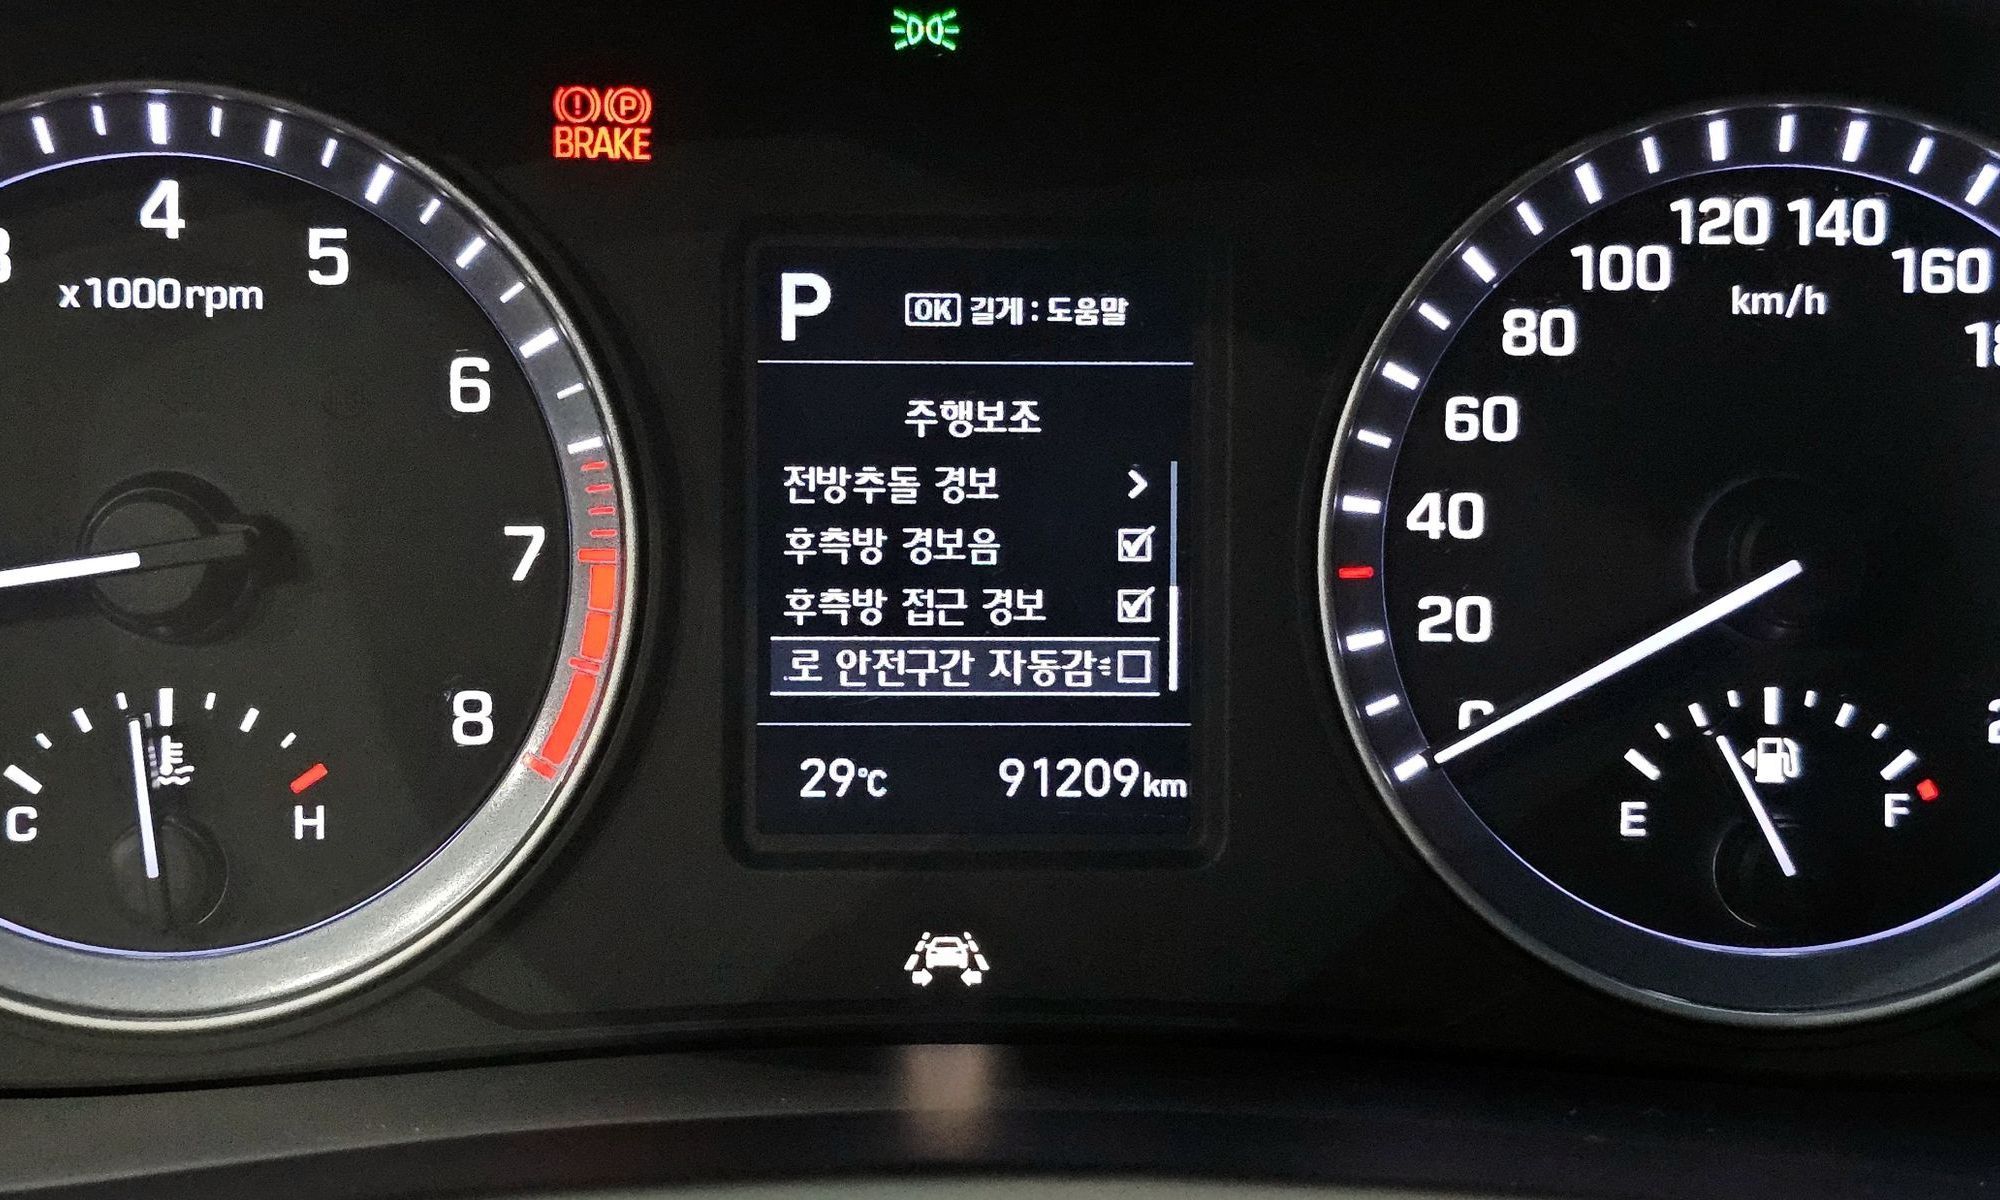 BRAKE
3
4
5
6
7
8
x1000rpm
C
H
P
OK 길게 : 도움말
주행보조
전방추돌 경보
후측방 경보음
후측방 접근 경보
로 안전구간 자동감
29°C 91209km
0
20
40
60
80
100
120
140
160
km/h
E
F